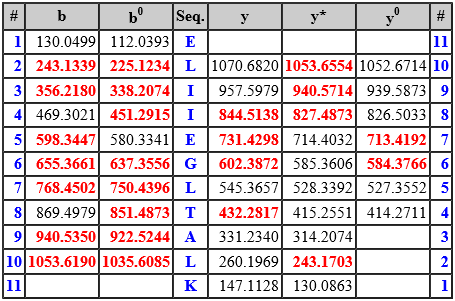 # b b0 Seq. y y* y0 #
1 130.0499 112.0393 E 11
2 243.1339 225.1234 L 1070.6820 1053.6554 1052.6714 10
3 356.2180 338.2074 I 957.5979 940.5714 939.5873 9
4 469.3021 451.2915 I 844.5138 827.4873 826.5033 8
5 598.3447 580.3341 E 731.4298 714.4032 713.4192 7
6 655.3661 637.3556 G 602.3872 585.3606 584.3766 6
7 768.4502 750.4396 L 545.3657 528.3392 527.3552 5
8 869.4979 851.4873 T 432.2817 415.2551 414.2711 4
9 940.5350 922.5244 A 331.2340 314.2074 3
10 1053.6190 1035.6085 L 260.1969 243.1703 2
11 K 147.1128 130.0863 1